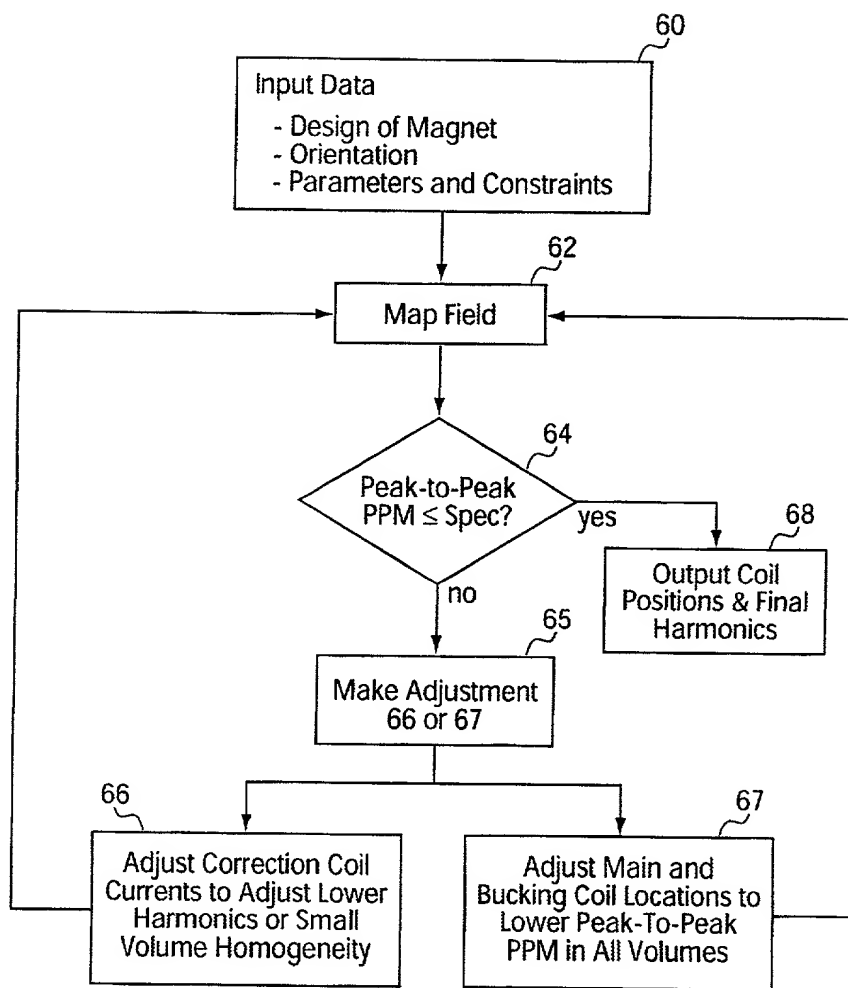 60
Input Data
- Design of Magnet
- Orientation
- Parameters and Constraints
62
Map Field
64
Peak-to-Peak
PPM ≤ Spec?
yes
no
68
Output Coil
Positions & Final
Harmonics
65
Make Adjustment
66 or 67
66
Adjust Correction Coil
Currents to Adjust Lower
Harmonics or Small
Volume Homogeneity
67
Adjust Main and
Bucking Coil Locations to
Lower Peak-To-Peak
PPM in All Volumes